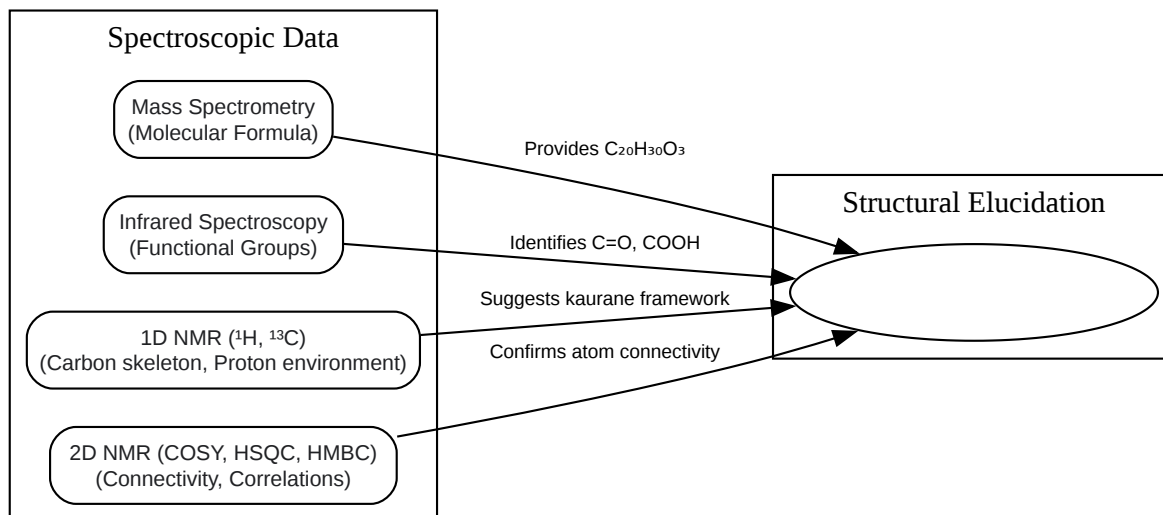 Spectroscopic Data
Mass Spectrometry
(Molecular Formula)
Infrared Spectroscopy
(Functional Groups)
1D NMR (¹H, ¹³C)
(Carbon skeleton, Proton environment)
2D NMR (COSY, HSQC, HMBC)
(Connectivity, Correlations)
Provides C₂₀H₃₀O₃
Identifies C=O, COOH
Suggests kaurane framework
Confirms atom connectivity
Structural Elucidation